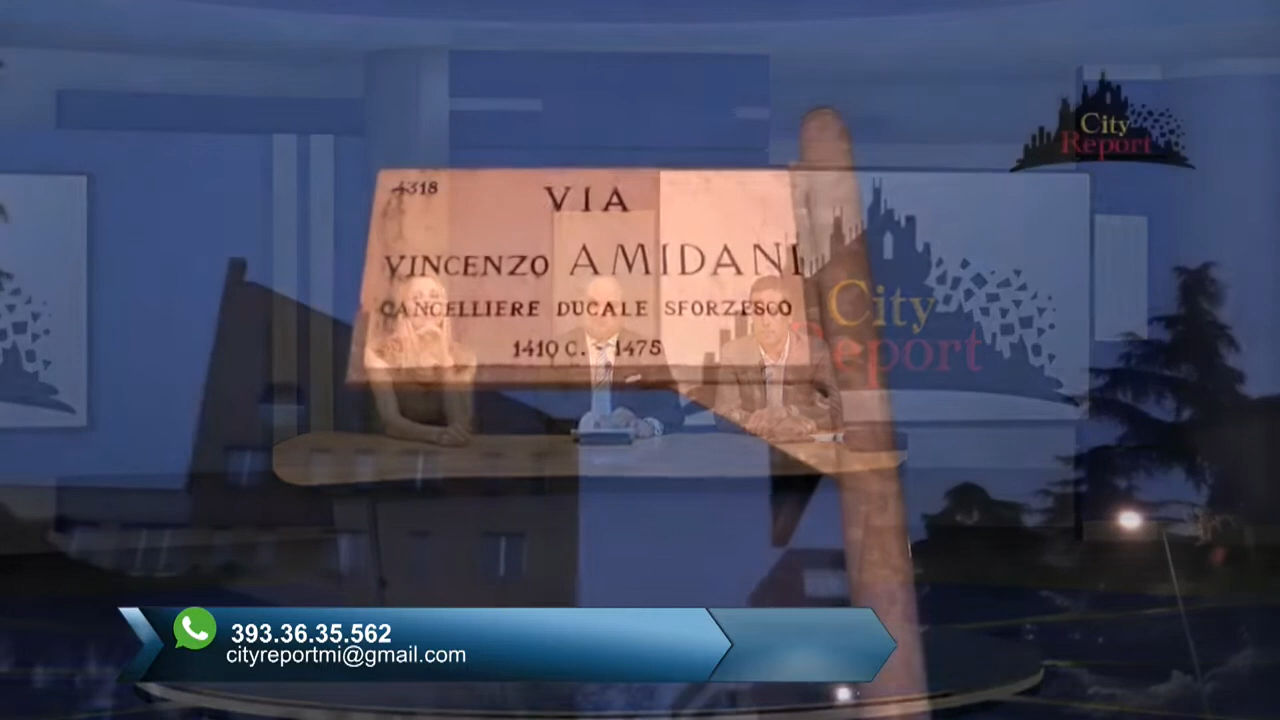 City
Report
4318
VIA
VINCENZO AMIDANI
CANCELLIERE DUCALE SFORZESCO
1410 C. 1475
City
Report
393.36.35.562
cityreportmi@gmail.com